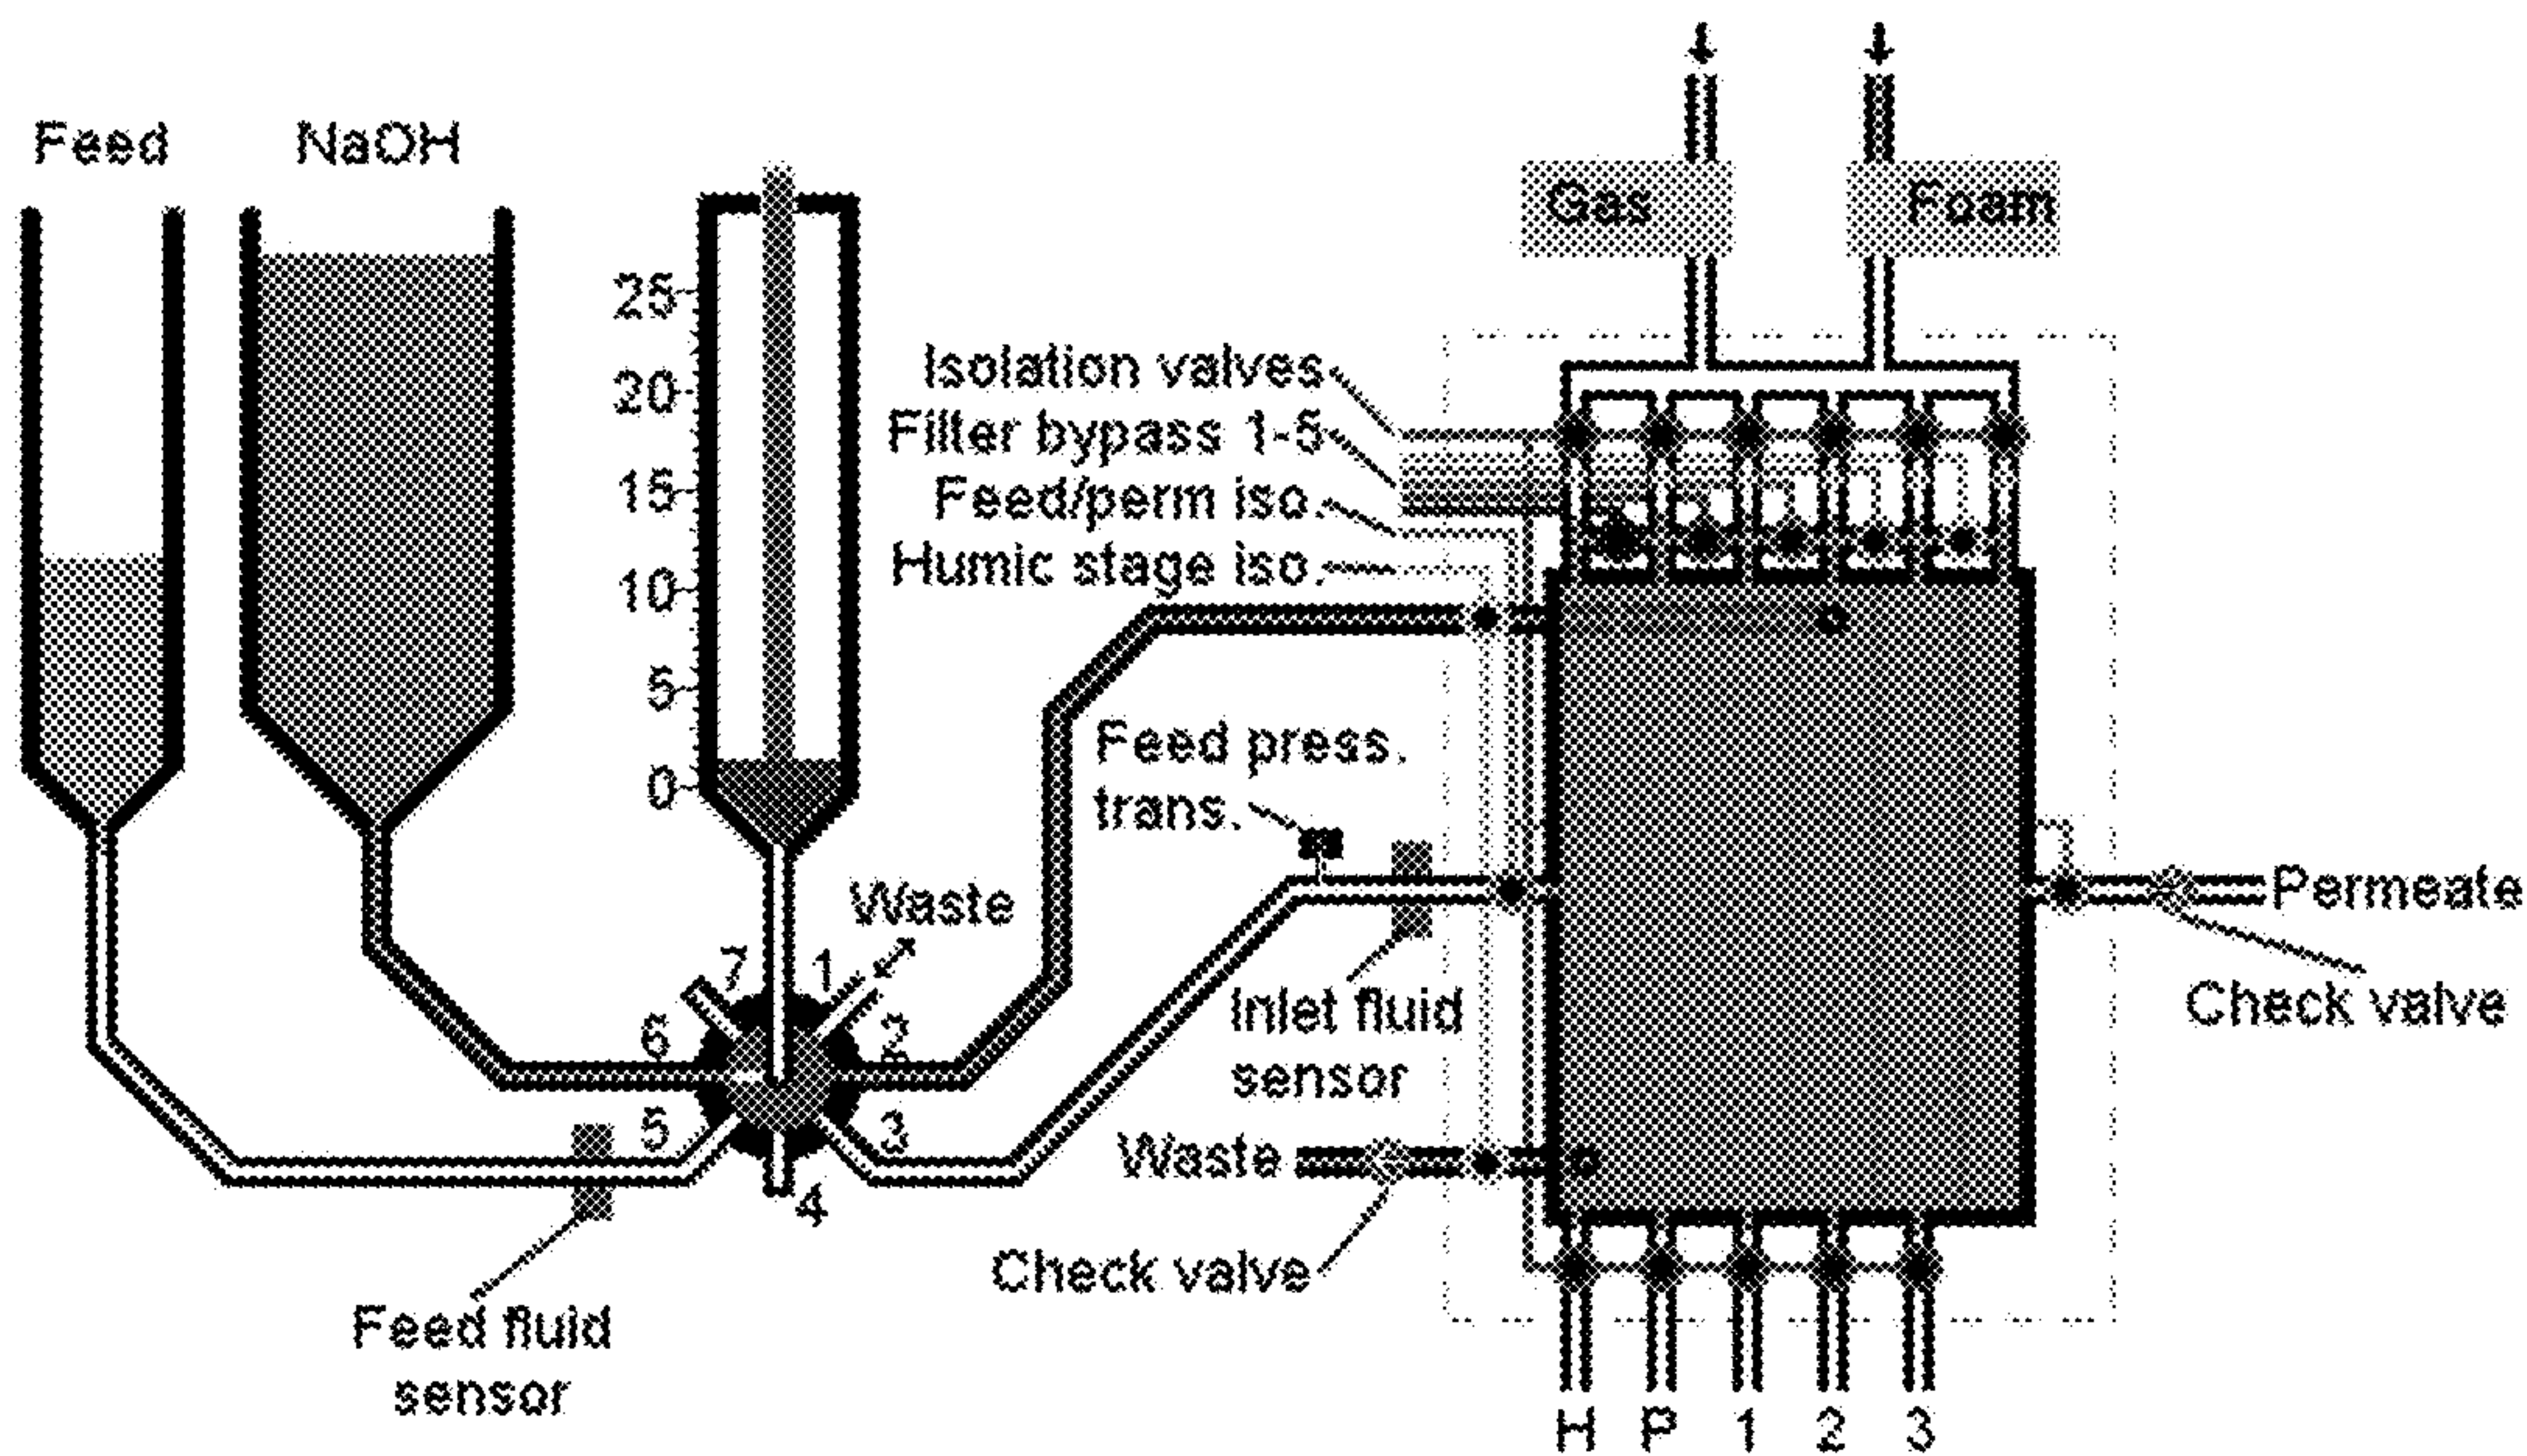 Feed
NaOH
Gas
Foam
25
20
15
10
5
0
Isolation valves
Filter bypass 1-5
Feed/perm iso.
Humic stage iso.
Feed press.
trans.
Waste
7
1
6
2
5
3
4
Inlet fluid
sensor
Permeate
Check valve
Waste
Check valve
Feed fluid
sensor
H
P
1
2
3